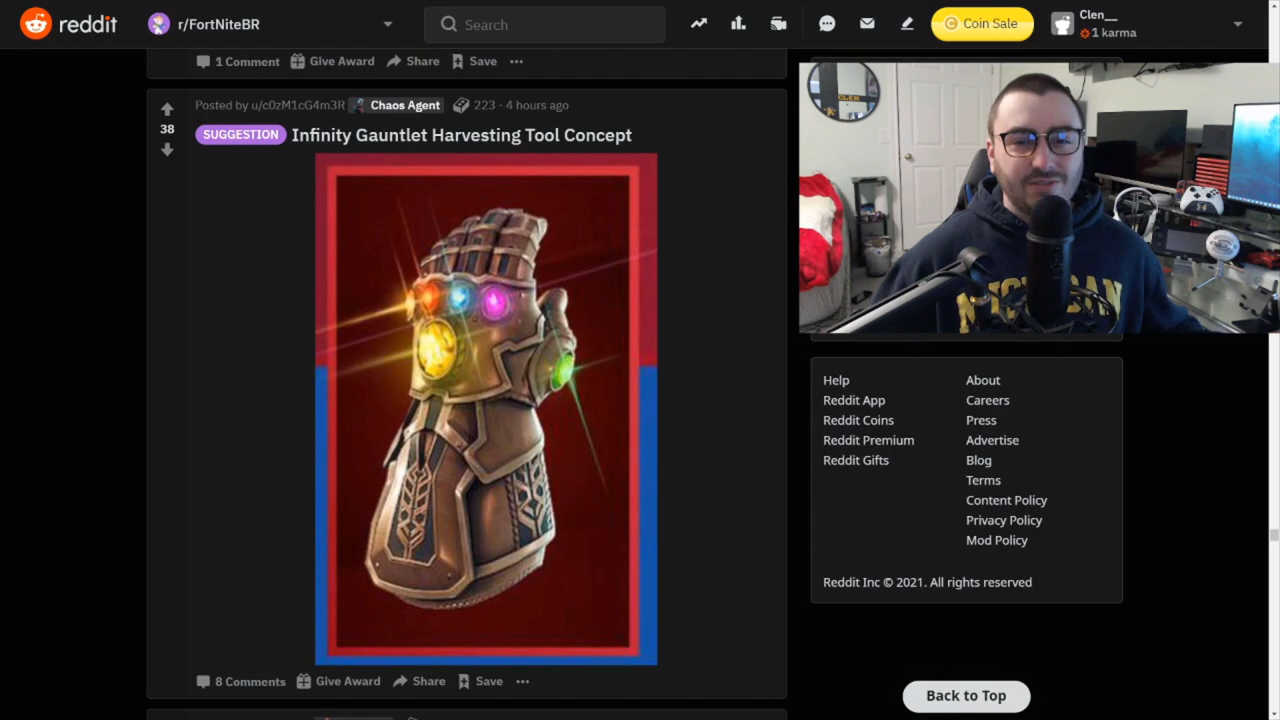 reddit
r/FortNiteBR
Search
Coin Sale
Clen__
1 karma
1 Comment
Give Award
Share
Save
Posted by u/c0zM1cG4m3R
Chaos Agent
223 · 4 hours ago
38
SUGGESTION
Infinity Gauntlet Harvesting Tool Concept
8 Comments
Give Award
Share
Save
Help
About
Reddit App
Careers
Reddit Coins
Press
Reddit Premium
Advertise
Reddit Gifts
Blog
Terms
Content Policy
Privacy Policy
Mod Policy
Reddit Inc © 2021. All rights reserved
Back to Top